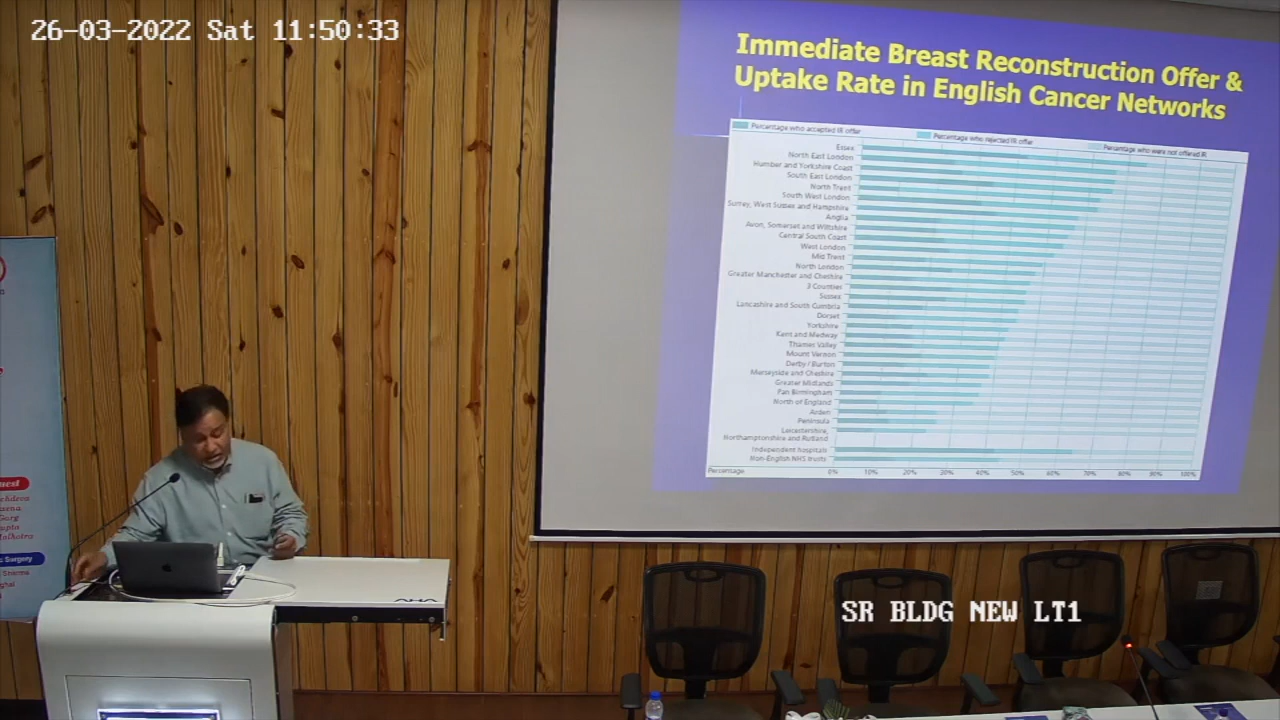 26-03-2022 Sat 11:50:33
Immediate Breast Reconstruction Offer &
Uptake Rate in English Cancer Networks
Percentage who accepted IR offer
Percentage who rejected IR offer
Percentage who were not offered IR
Essex
North East London
Humber and Yorkshire Coast
South East London
North Trent
South West London
Surrey, West Sussex and Hampshire
Anglia
Avon, Somerset and Wiltshire
Central South Coast
West London
Mid Trent
North London
Greater Manchester and Cheshire
3 Counties
Sussex
Lancashire and South Cumbria
Dorset
Yorkshire
Kent and Medway
Thames Valley
Mount Vernon
Derby / Burton
Merseyside and Cheshire
Greater Midlands
Pan Birmingham
North of England
Arden
Peninsula
Leicestershire,
Northamptonshire and Rutland
Independent hospitals
Non-English NHS trusts
Percentage 0% 10% 20% 30% 40% 50% 60% 70% 80% 90% 100%
Surgery
Sharma
AHA
SR BLDG NEW LT1